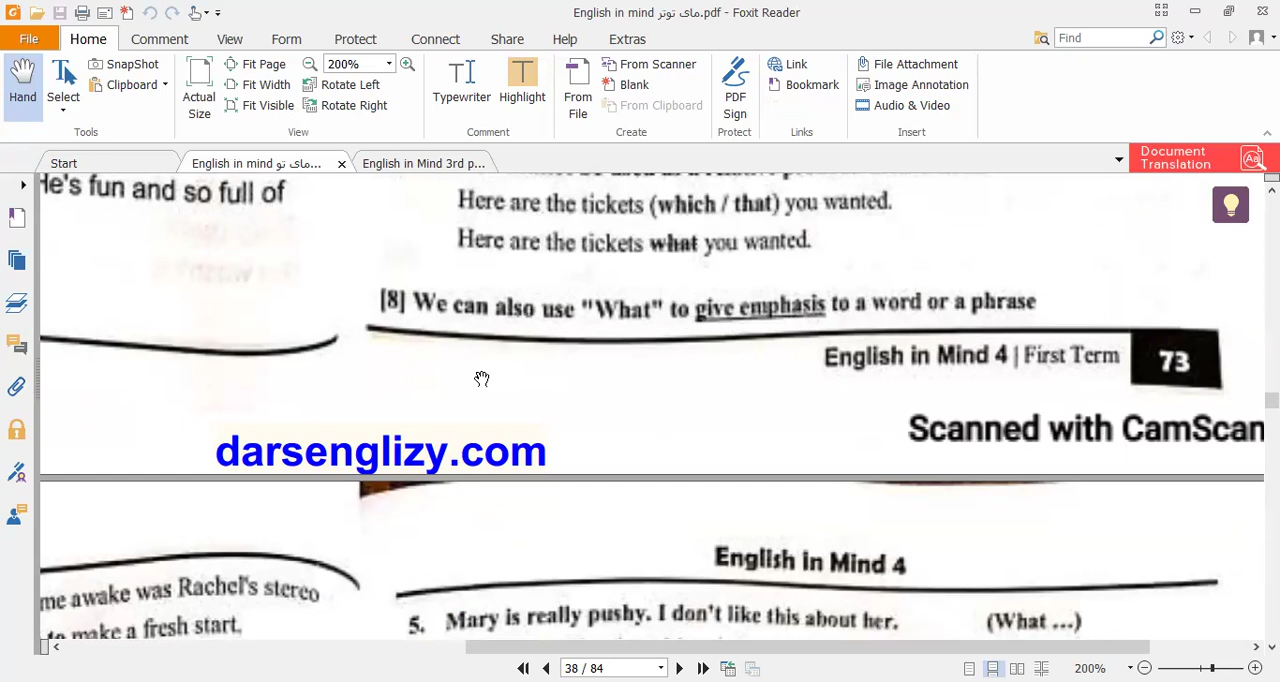 English in mind ماى توتر.pdf - Foxit Reader
File Home Comment View Form Protect Connect Share Help Extras Find
Hand
Select
SnapShot
Clipboard
Tools
Actual Size
Fit Page
Fit Width
Fit Visible
200%
Rotate Left
Rotate Right
View
Typewriter
Highlight
Comment
From File
From Scanner
Blank
From Clipboard
Create
PDF Sign
Protect
Link
Bookmark
Links
File Attachment
Image Annotation
Audio & Video
Insert
Start
English in mind ماى تو...
English in Mind 3rd p...
Document Translation
He's fun and so full of
Here are the tickets (which / that) you wanted.
Here are the tickets what you wanted.
[8] We can also use "What" to give emphasis to a word or a phrase
English in Mind 4 | First Term 73
darsenglizy.com
Scanned with CamScan
English in Mind 4
me awake was Rachel's stereo
to make a fresh start.
5. Mary is really pushy. I don't like this about her. (What ...)
38 / 84
200%